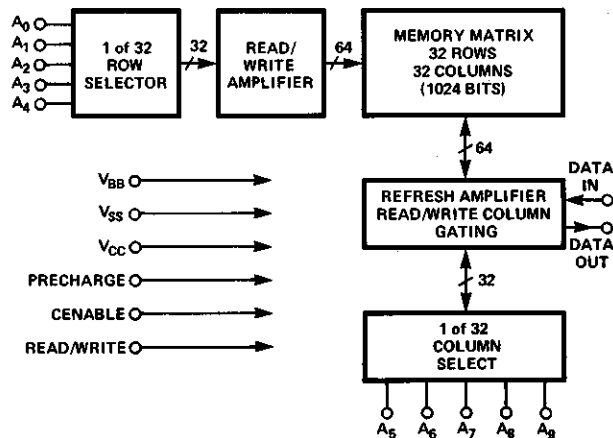 A0
A1
A2
A3
A4
1 of 32
ROW
SELECTOR
32
READ/
WRITE
AMPLIFIER
64
MEMORY MATRIX
32 ROWS
32 COLUMNS
(1024 BITS)
64
VBB
VSS
VCC
PRECHARGE
CENABLE
READ/WRITE
REFRESH AMPLIFIER
READ/WRITE COLUMN
GATING
DATA
IN
DATA
OUT
32
1 of 32
COLUMN
SELECT
A5
A6
A7
A8
A9